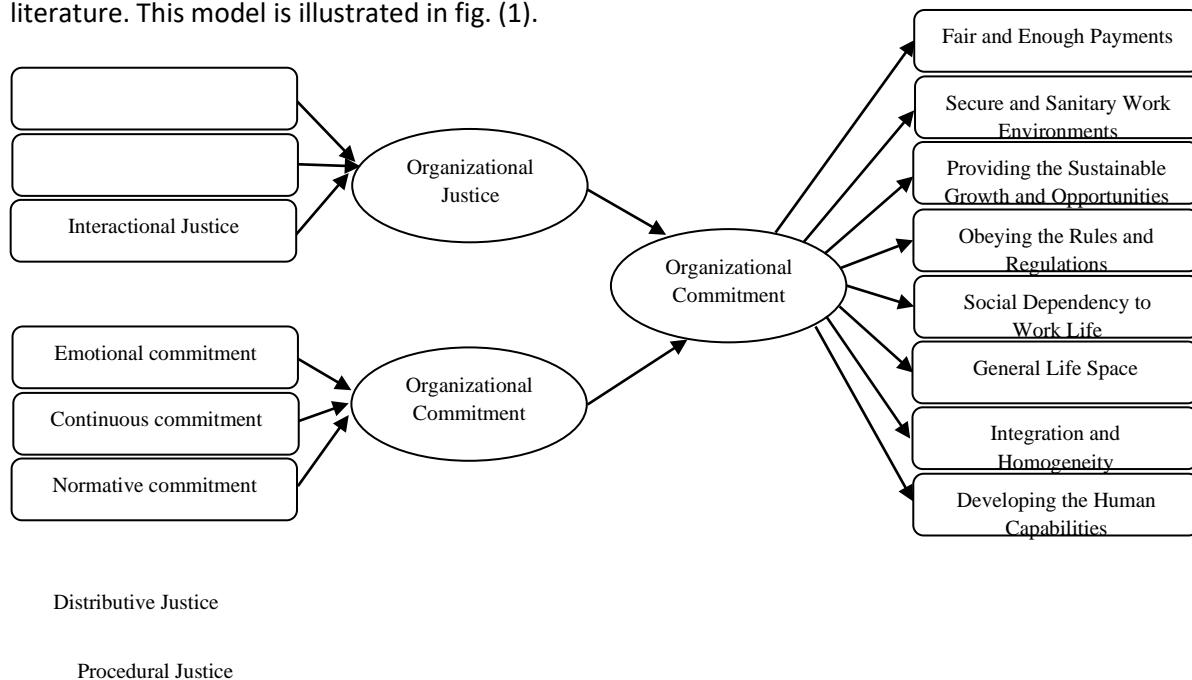 literature. This model is illustrated in fig. (1).
Interactional Justice
Emotional commitment
Continuous commitment
Normative commitment
Organizational
Justice
Organizational
Commitment
Organizational
Commitment
Fair and Enough Payments
Secure and Sanitary Work
Environments
Providing the Sustainable
Growth and Opportunities
Obeying the Rules and
Regulations
Social Dependency to
Work Life
General Life Space
Integration and
Homogeneity
Developing the Human
Capabilities
Distributive Justice
Procedural Justice